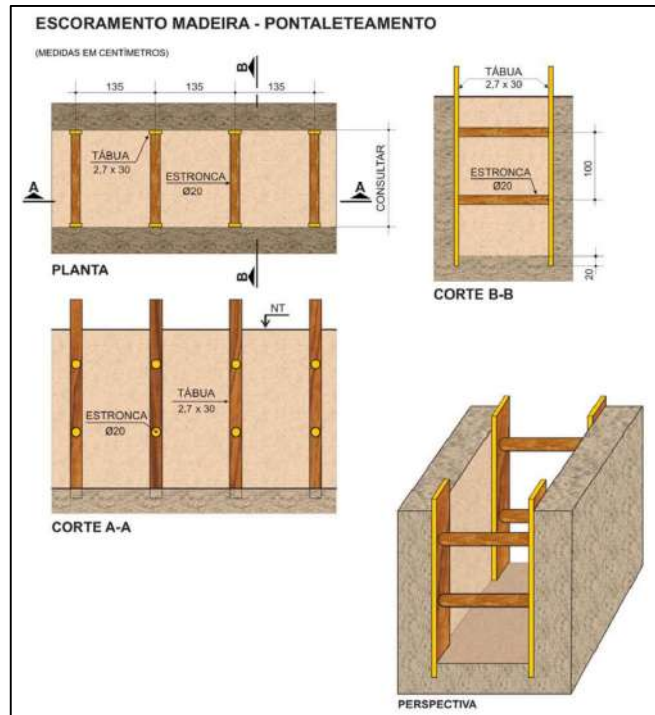 ESCORAMENTO MADEIRA - PONTALETEAMENTO
(MEDIDAS EM CENTÍMETROS)
B
135
135
135
TÁBUA
2,7 x 30
ESTRONCA
Ø20
A
A
CONSULTAR
PLANTA
B
TÁBUA
2,7 x 30
ESTRONCA
Ø20
100
20
CORTE B-B
NT
TÁBUA
2,7 x 30
ESTRONCA
Ø20
CORTE A-A
PERSPECTIVA